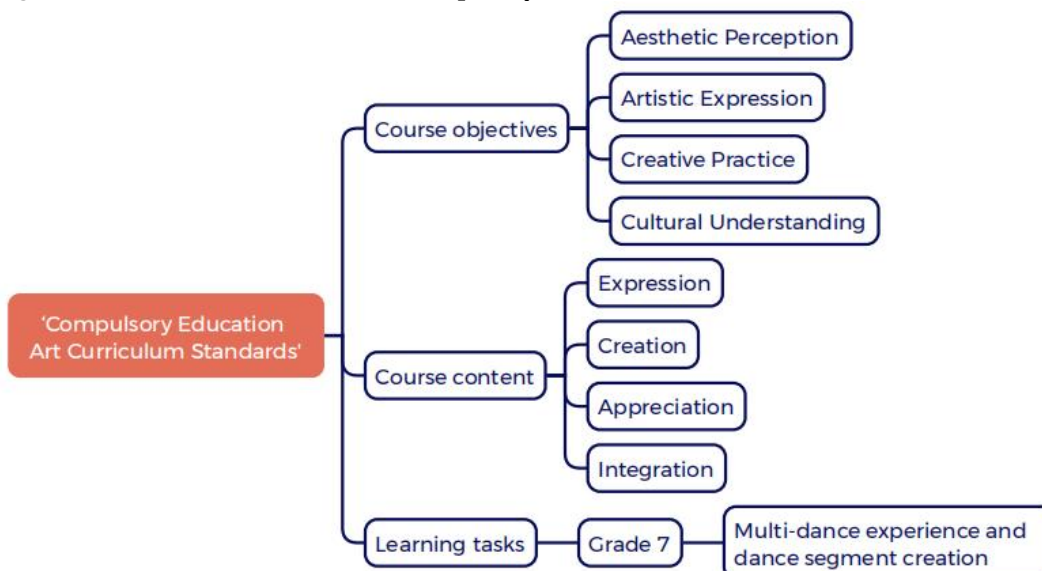 Aesthetic Perception
Artistic Expression
Course objectives
Creative Practice
Cultural Understanding
Expression
'Compulsory Education
Art Curriculum Standards'
Creation
Course content
Appreciation
Integration
Learning tasks
Grade 7
Multi-dance experience and
dance segment creation